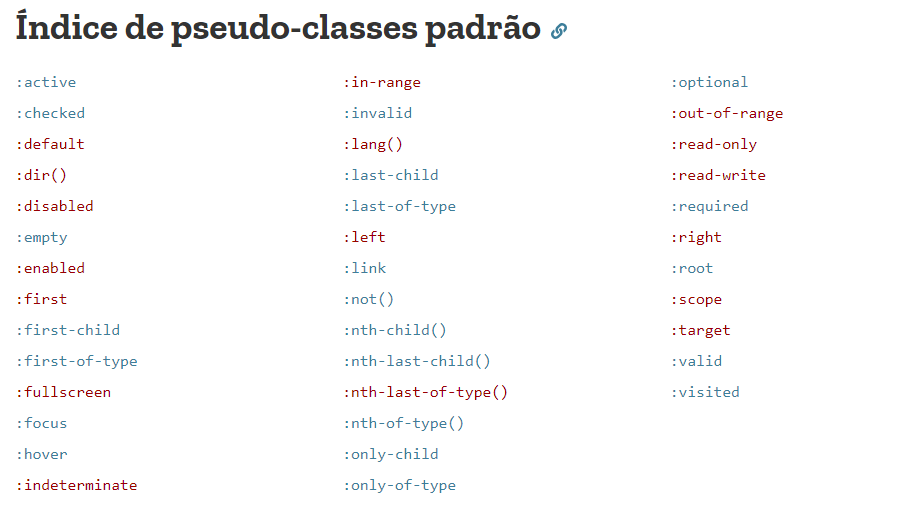 Índice de pseudo-classes padrão
:active
:checked
:default
:dir()
:disabled
:empty
:enabled
:first
:first-child
:first-of-type
:fullscreen
:focus
:hover
:indeterminate
:in-range
:invalid
:lang()
:last-child
:last-of-type
:left
:link
:not()
:nth-child()
:nth-last-child()
:nth-last-of-type()
:nth-of-type()
:only-child
:only-of-type
:optional
:out-of-range
:read-only
:read-write
:required
:right
:root
:scope
:target
:valid
:visited